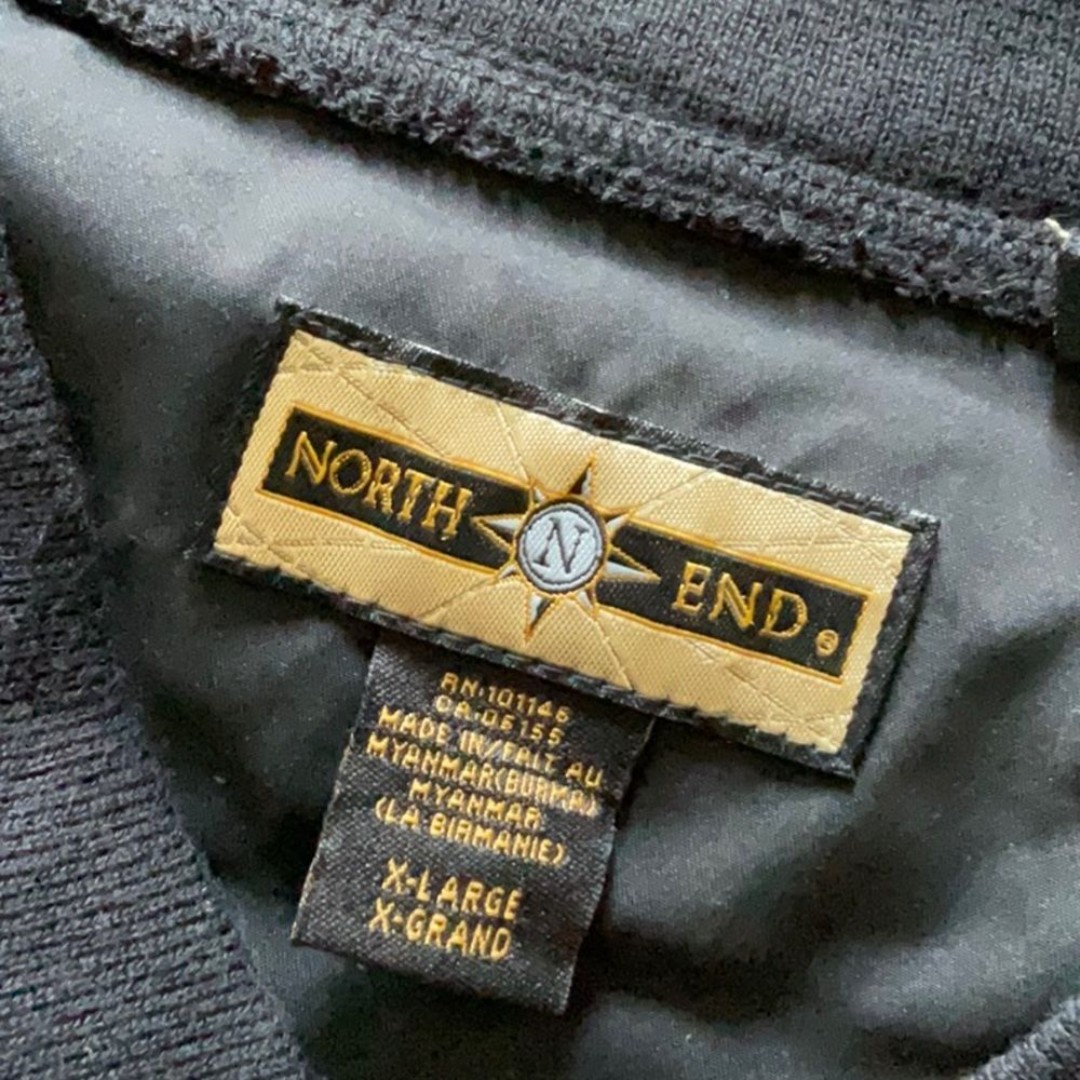 NORTH N END ®
RN:101146
CA:05155
MADE IN/FAIT AU
MYANMAR(BURMA)
MYANMAR
(LA BIRMANIE)
X-LARGE
X-GRAND